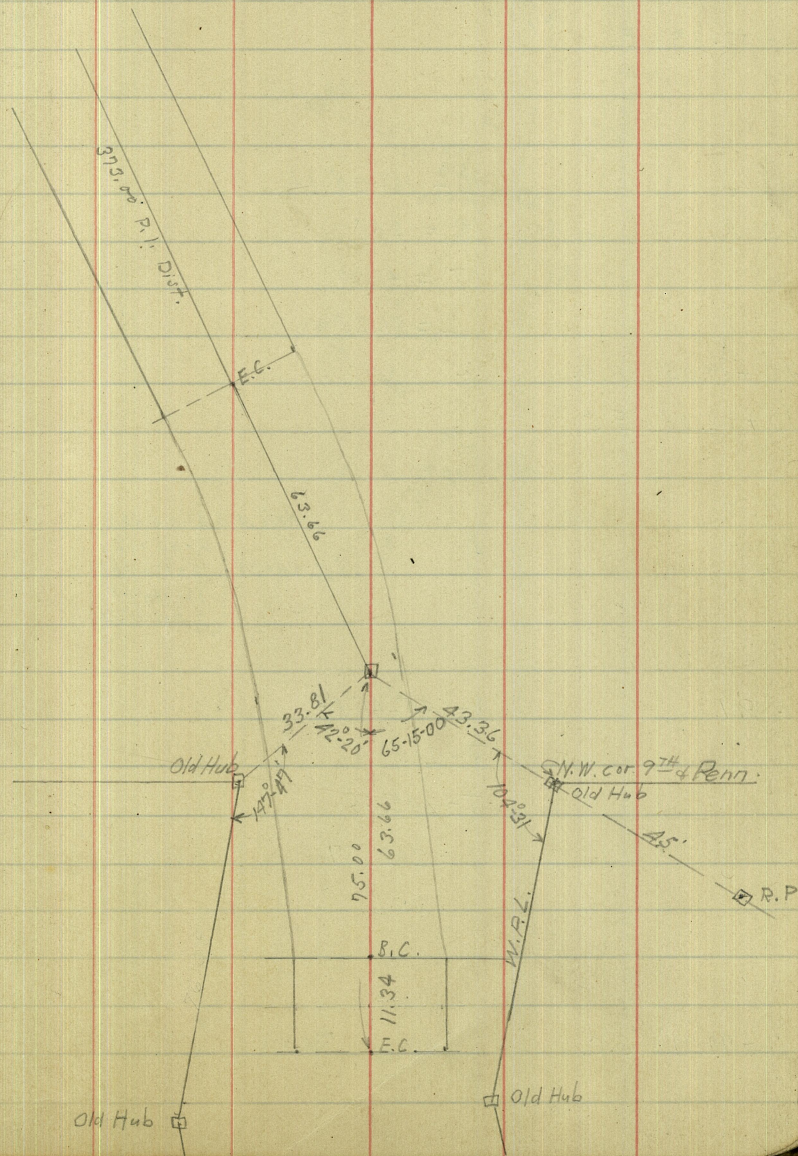 373.00 P.I. Dist.
E.C.
63.66
33.81
42°-20'
65-15-00
43.36
Old Hub
147°-47'
N.W. cor. 9TH & Penn.
Old Hub
104°-31
45'
R.P
75.00
63.66
W.P.L.
B.C.
11.34
E.C.
Old Hub
Old Hub